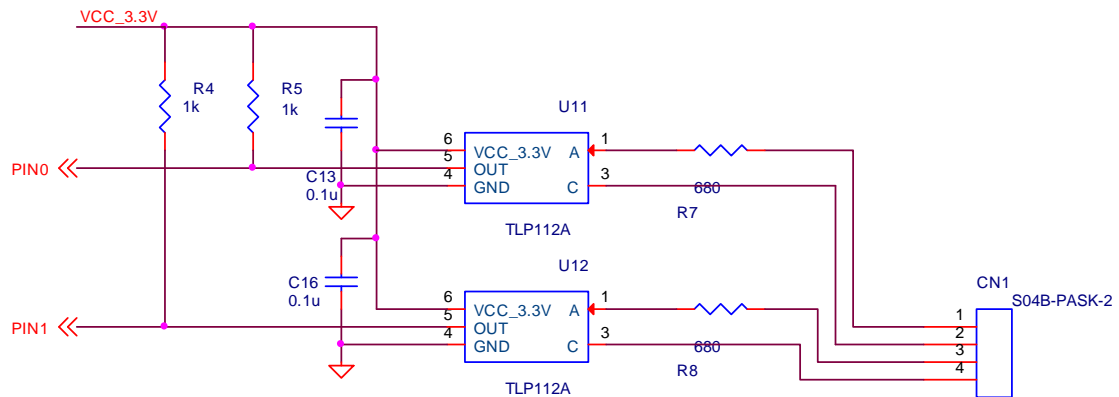 VCC_3.3V
R4
1k
R5
1k
U11
6
VCC_3.3V
A
1
PIN0
5
OUT
4
GND
C
3
C13
0.1u
680
R7
TLP112A
U12
C16
0.1u
CN1
S04B-PASK-2
6
VCC_3.3V
A
1
PIN1
5
OUT
4
GND
C
3
680
R8
TLP112A
1
2
3
4